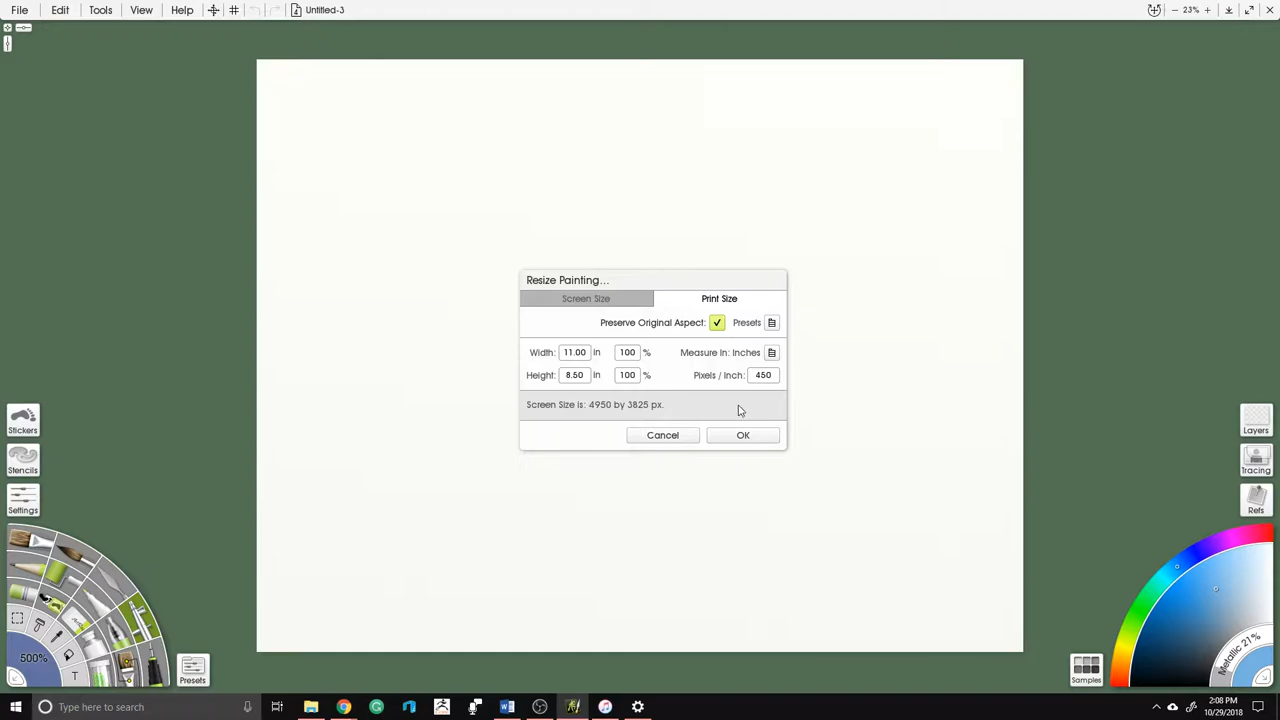 File Edit Tools View Help Untitled-3 23%
Resize Painting...
Screen Size Print Size
Preserve Original Aspect: Presets
Width: 11.00 in 100 % Measure In: Inches
Height: 8.50 in 100 % Pixels / Inch: 450
Screen Size is: 4950 by 3825 px.
Cancel OK
Stickers
Stencils
Settings
500%
T
Presets
Layers
Tracing
Refs
Metallic 21%
Samples
Type here to search
2:08 PM
10/29/2018